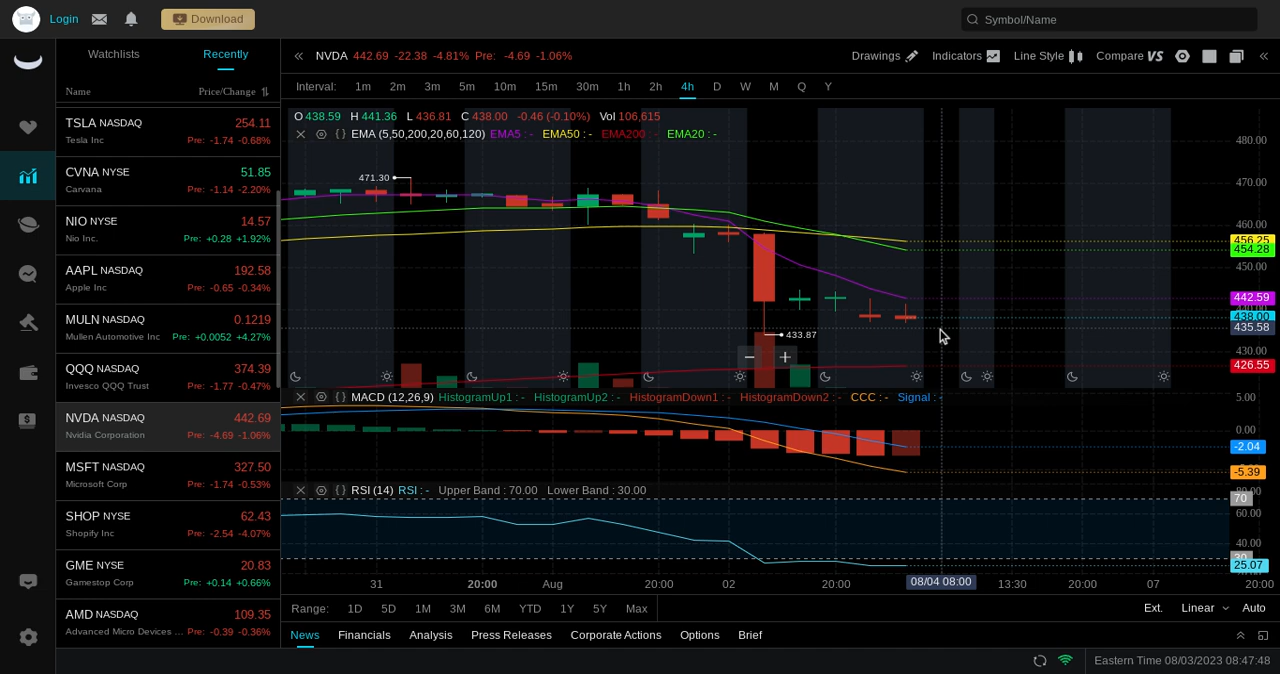 Login
Download
Symbol/Name
Watchlists Recently
NVDA 442.69 -22.38 -4.81% Pre: -4.69 -1.06%
Drawings Indicators Line Style Compare VS
Interval: 1m 2m 3m 5m 10m 15m 30m 1h 2h 4h D W M Q Y
Name Price/Change
TSLA NASDAQ 254.11
Tesla Inc Pre: -1.74 -0.68%
CVNA NYSE 51.85
Carvana Pre: -1.14 -2.20%
NIO NYSE 14.57
Nio Inc. Pre: +0.28 +1.92%
AAPL NASDAQ 192.58
Apple Inc Pre: -0.65 -0.34%
MULN NASDAQ 0.1219
Mullen Automotive Inc Pre: +0.0052 +4.27%
QQQ NASDAQ 374.39
Invesco QQQ Trust Pre: -1.77 -0.47%
NVDA NASDAQ 442.69
Nvidia Corporation Pre: -4.69 -1.06%
MSFT NASDAQ 327.50
Microsoft Corp Pre: -1.74 -0.53%
SHOP NYSE 62.43
Shopify Inc Pre: -2.54 -4.07%
GME NYSE 20.83
Gamestop Corp Pre: +0.14 +0.66%
AMD NASDAQ 109.35
Advanced Micro Devices ... Pre: -0.39 -0.36%
O 438.59 H 441.36 L 436.81 C 438.00 -0.46 (-0.10%) Vol 106,615
EMA (5,50,200,20,60,120) EMA5 : - EMA50 : - EMA200 : - EMA20 : -
471.30
433.87
480.00
470.00
460.00
456.25
454.28
450.00
442.59
438.00
435.58
430.00
426.55
MACD (12,26,9) HistogramUp1 : - HistogramUp2 : - HistogramDown1 : - HistogramDown2 : - CCC : - Signal : -
5.00
0.00
-2.04
-5.39
RSI (14) RSI : - Upper Band : 70.00 Lower Band : 30.00
80.00
70
60.00
40.00
30
25.07
31 20:00 Aug 20:00 02 20:00 08/04 08:00 13:30 20:00 07 20:00
Range: 1D 5D 1M 3M 6M YTD 1Y 5Y Max
Ext. Linear Auto
News Financials Analysis Press Releases Corporate Actions Options Brief
Eastern Time 08/03/2023 08:47:48